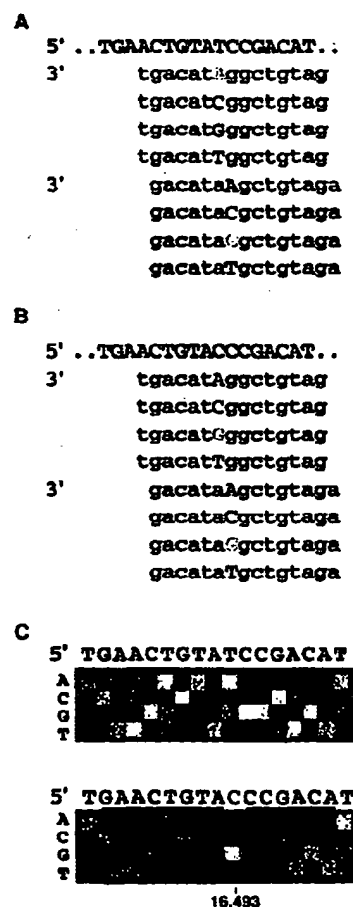 A
5' ..TGAACTGTATCCGACAT..
3' tgacatAggctgtag
tgacatCggctgtag
tgacatGggctgtag
tgacatTggctgtag
3' gacataAgctgtaga
gacataCgctgtaga
gacataGgctgtaga
gacataTgctgtaga
B
5' ..TGAACTGTACCCGACAT..
3' tgacatAggctgtag
tgacatCggctgtag
tgacatGggctgtag
tgacatTggctgtag
3' gacataAgctgtaga
gacataCgctgtaga
gacataGgctgtaga
gacataTgctgtaga
C
5' TGAACTGTATCCGACAT
A
C
G
T
5' TGAACTGTACCCGACAT
A
C
G
T
16,493